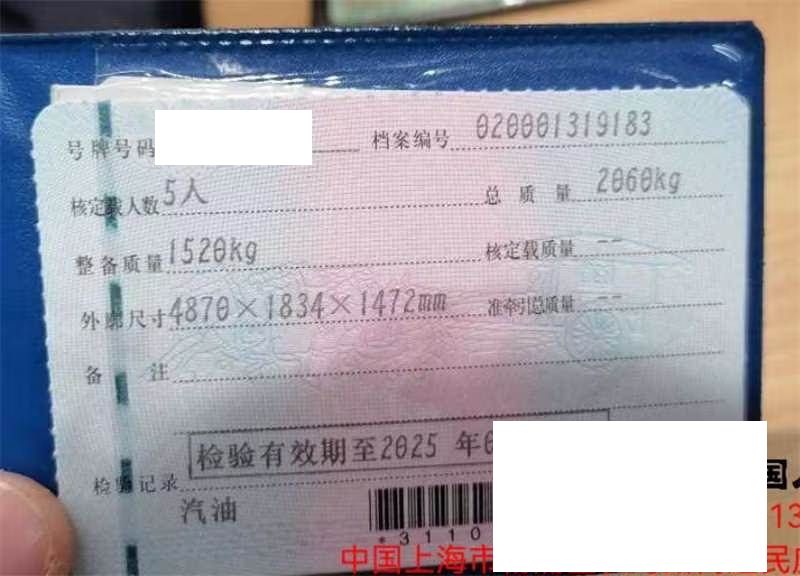 号牌号码 档案编号 020001319183
核定载人数 5人 总质量 2060kg
整备质量 1520kg 核定载质量 --
外廓尺寸 4870×1834×1472mm 准牵引总质量 --
备注
检验记录 检验有效期至2025 年
汽油
*3110
国
13
中国上海市